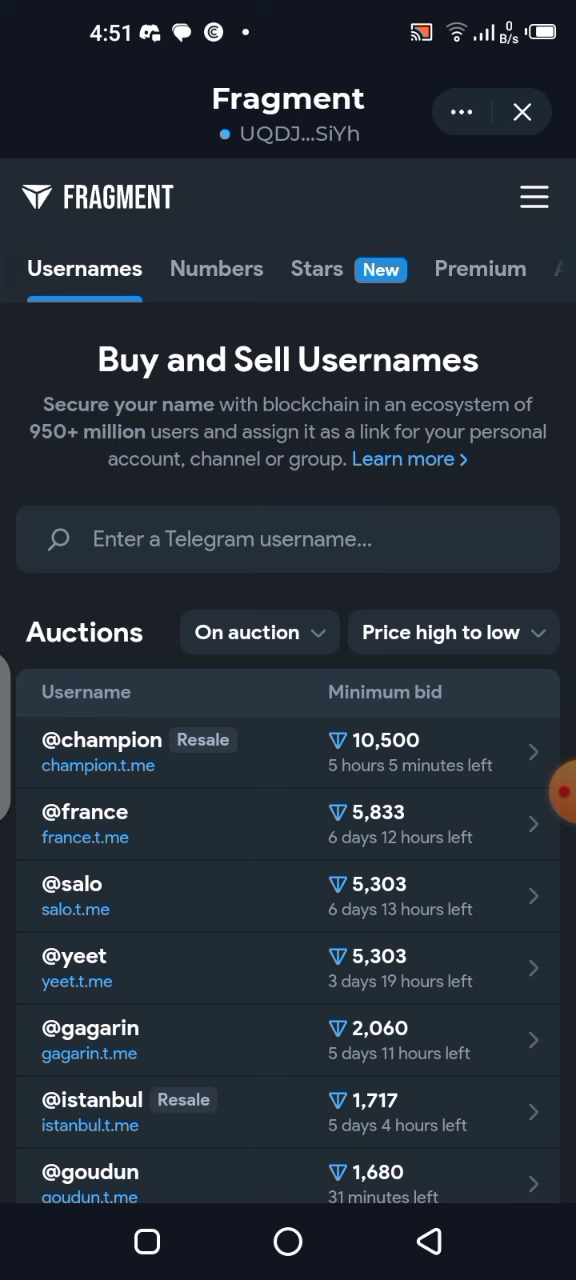 4:51
0
B/s
Fragment
UQDJ...SiYh
FRAGMENT
Usernames Numbers Stars New Premium
Buy and Sell Usernames
Secure your name with blockchain in an ecosystem of
950+ million users and assign it as a link for your personal
account, channel or group. Learn more >
Enter a Telegram username...
Auctions On auction Price high to low
Username Minimum bid
@champion Resale 10,500
champion.t.me 5 hours 5 minutes left
@france 5,833
france.t.me 6 days 12 hours left
@salo 5,303
salo.t.me 6 days 13 hours left
@yeet 5,303
yeet.t.me 3 days 19 hours left
@gagarin 2,060
gagarin.t.me 5 days 11 hours left
@istanbul Resale 1,717
istanbul.t.me 5 days 4 hours left
@goudun 1,680
goudun.t.me 31 minutes left